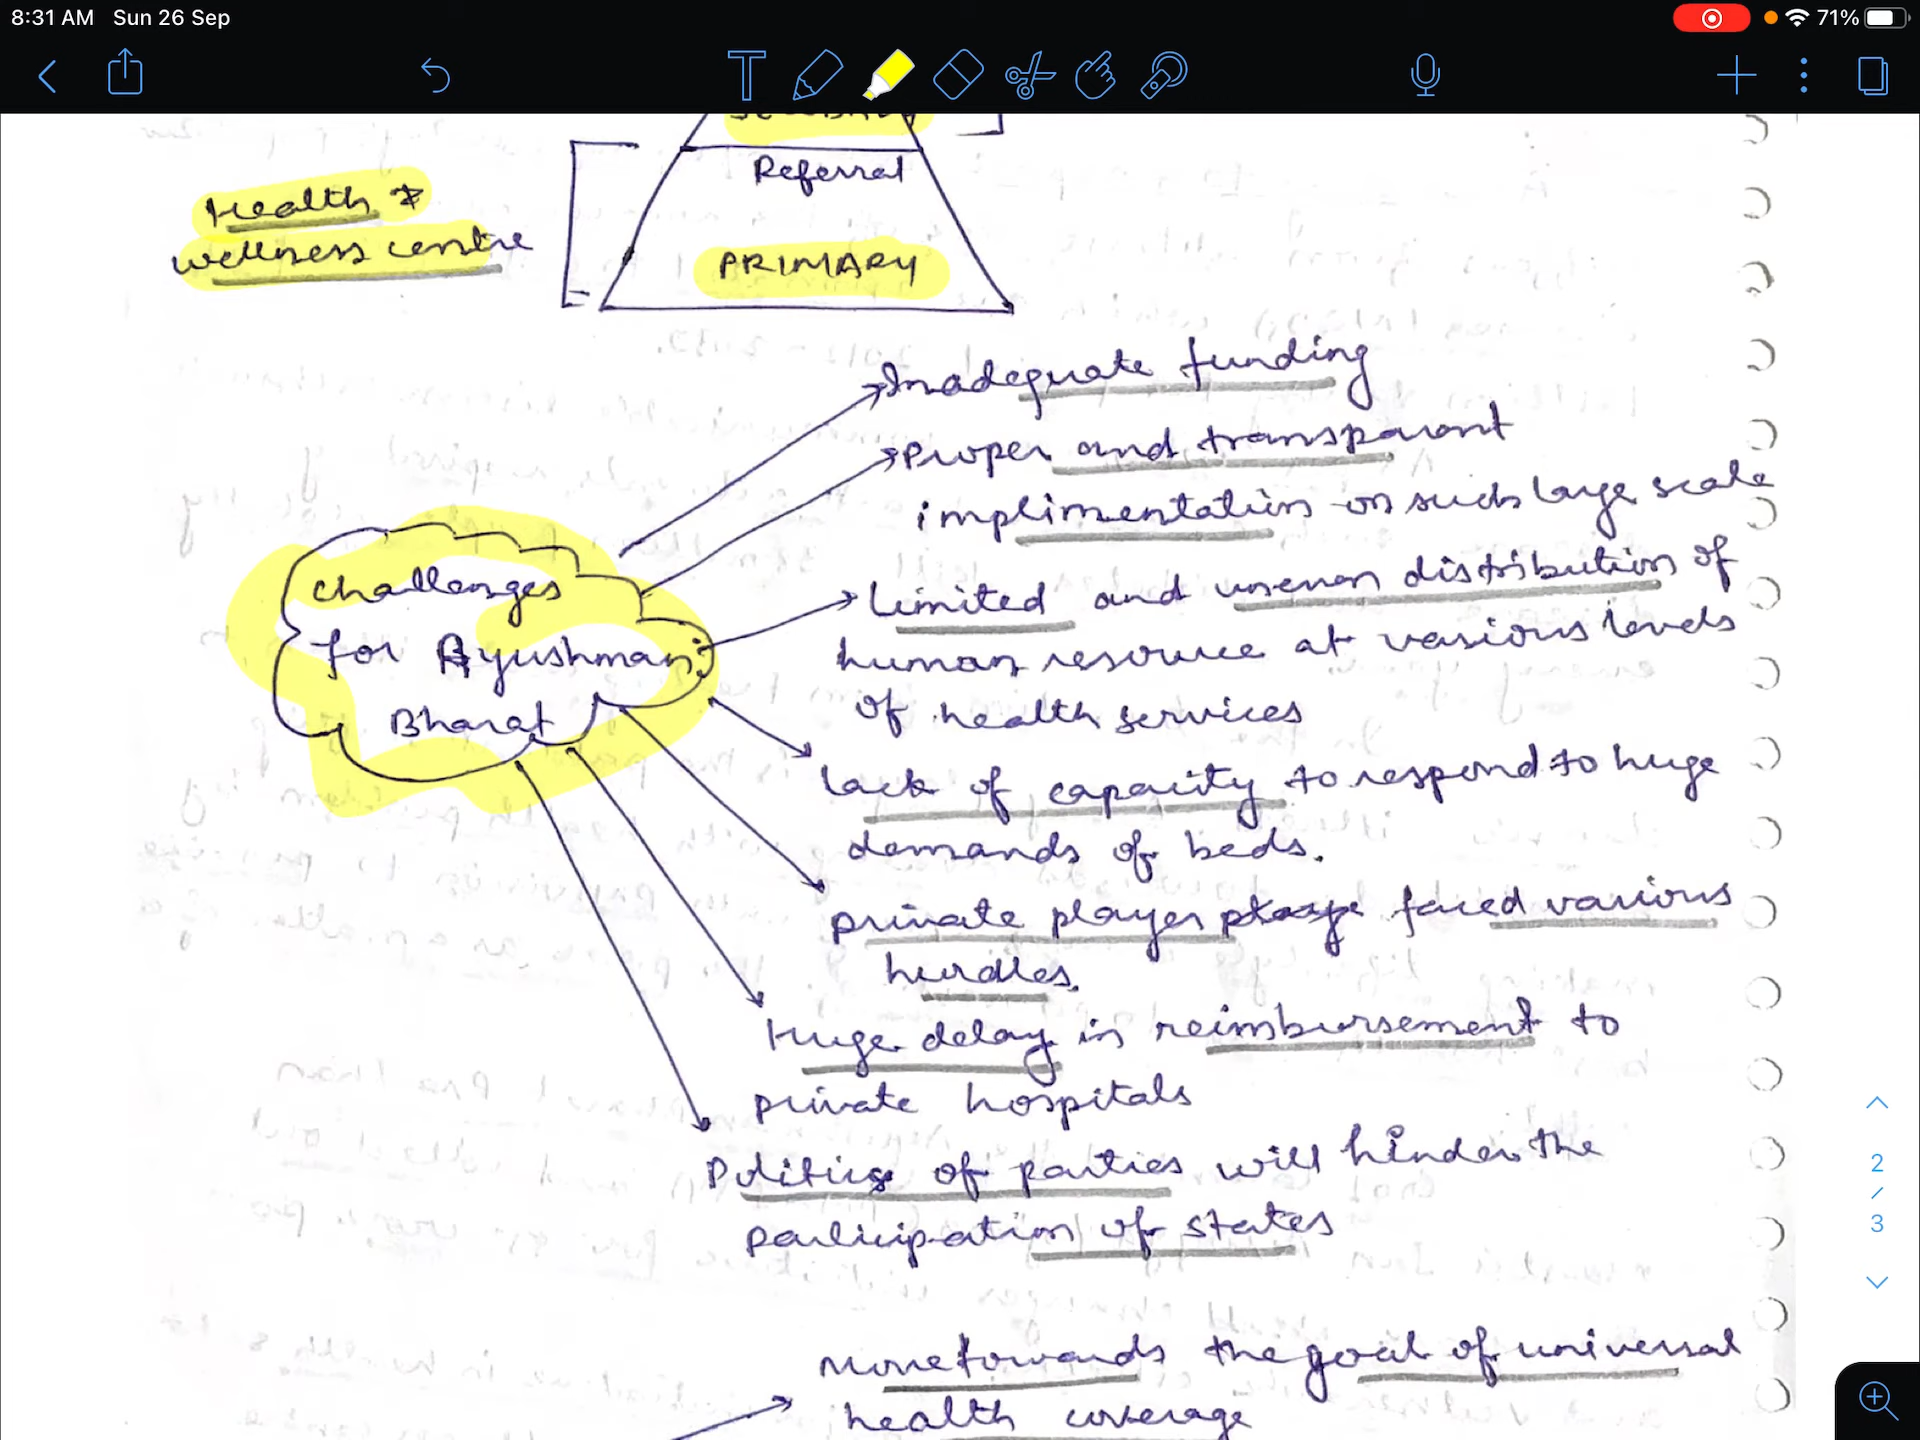 8:31 AM Sun 26 Sep
71%
Referral
Health &
wellness centre
PRIMARY
Inadequate funding
Proper and transparent
implimentation on such large scale
Challenges
for Ayushman
Bharat
Limited and uneven distribution of
human resource at various levels
of health services
lack of capacity to respond to huge
demands of beds.
private player faced various
hurdles.
Huge delay in reimbursement to
private hospitals
Politics of parties will hinder the
participation of states
2
/
3
Move towards the goal of universal
health coverage